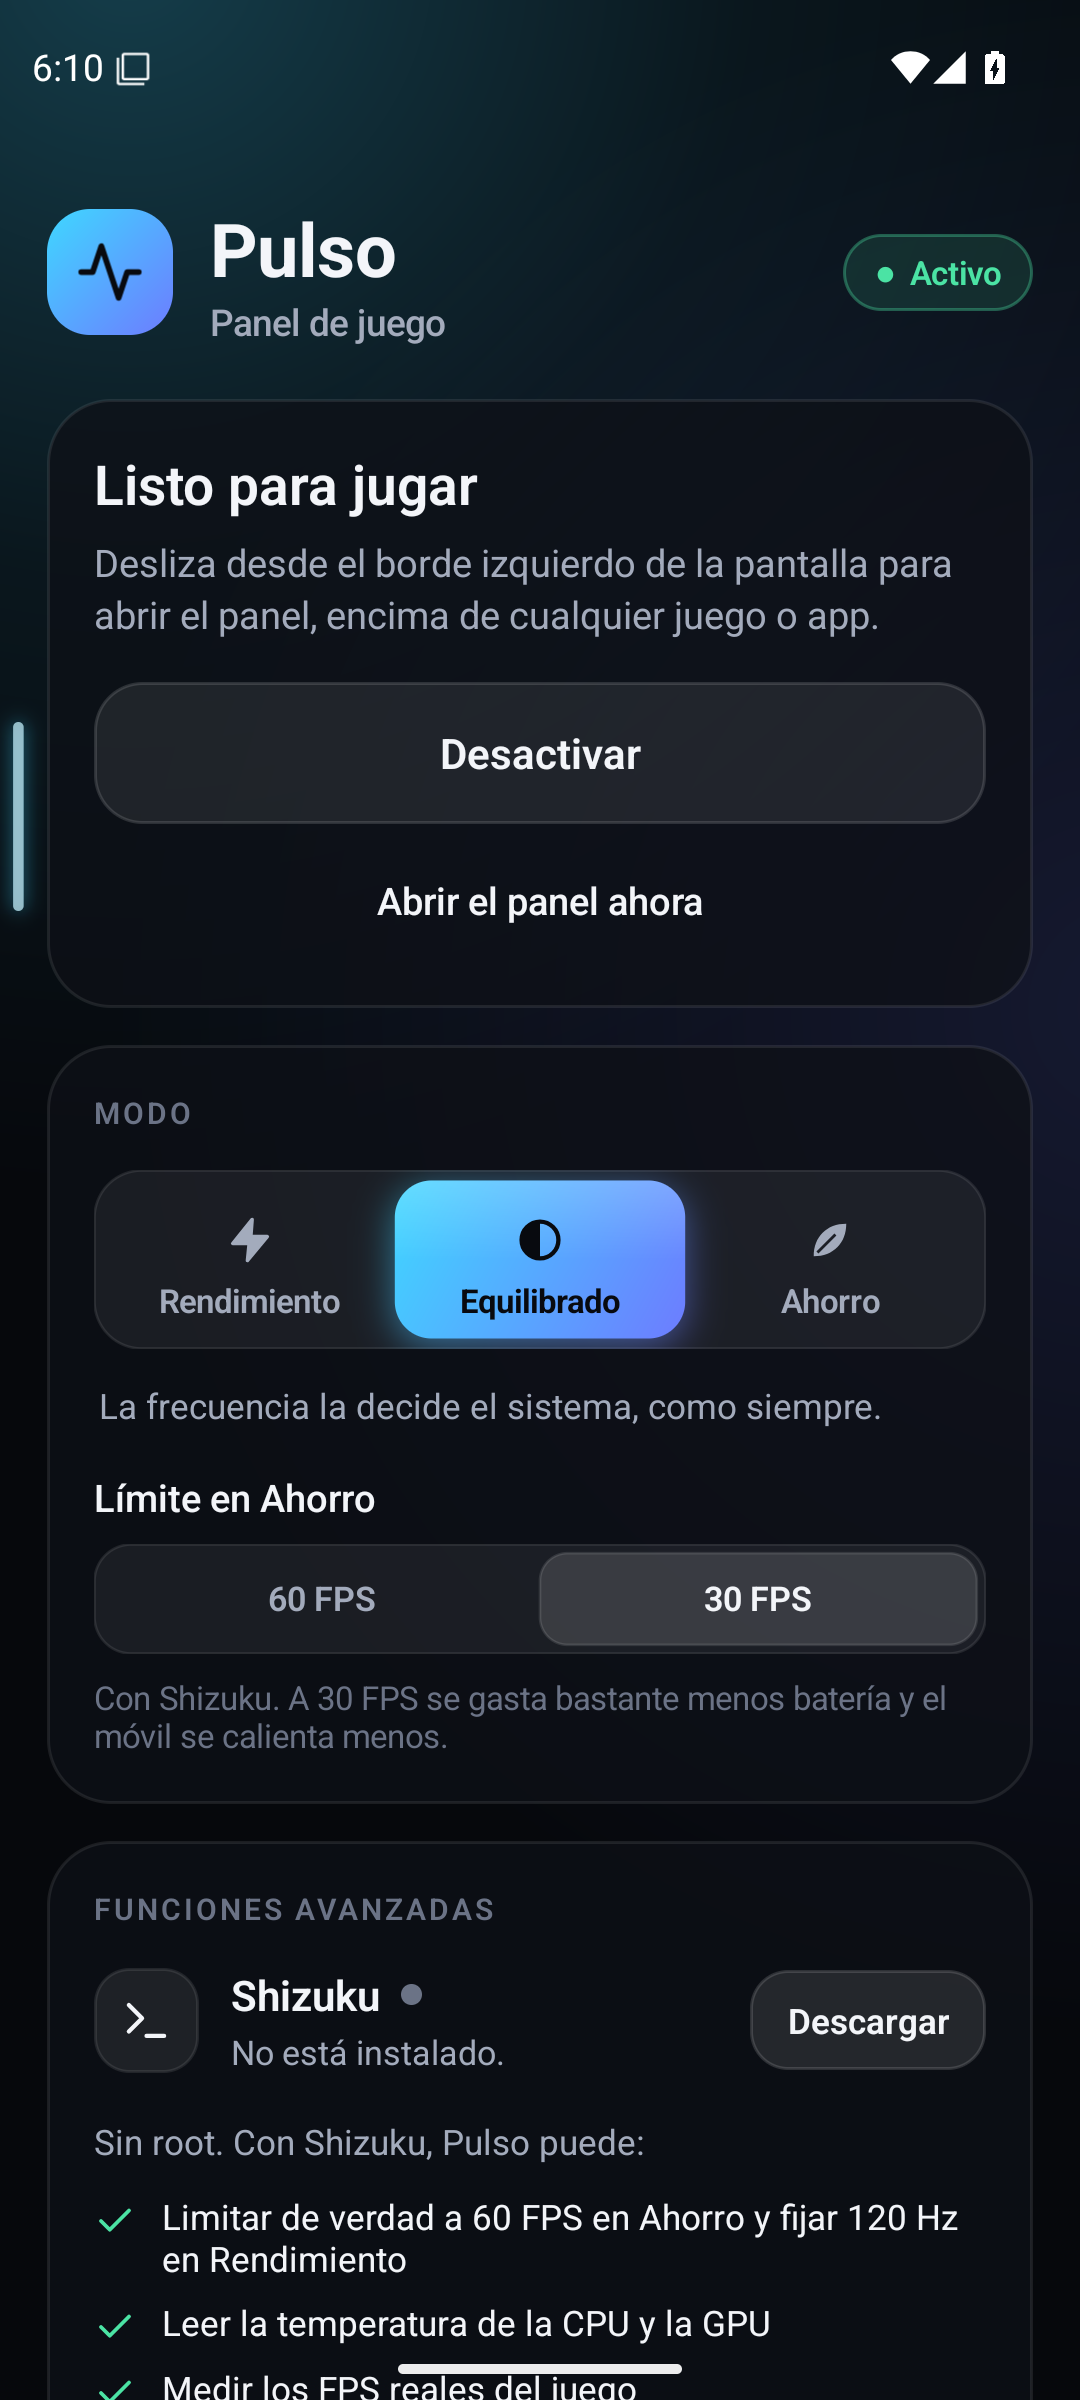 6:10
Pulso
Panel de juego
Activo
Listo para jugar
Desliza desde el borde izquierdo de la pantalla para
abrir el panel, encima de cualquier juego o app.
Desactivar
Abrir el panel ahora
MODO
Rendimiento
Equilibrado
Ahorro
La frecuencia la decide el sistema, como siempre.
Límite en Ahorro
60 FPS
30 FPS
Con Shizuku. A 30 FPS se gasta bastante menos batería y el
móvil se calienta menos.
FUNCIONES AVANZADAS
Shizuku
No está instalado.
Descargar
Sin root. Con Shizuku, Pulso puede:
Limitar de verdad a 60 FPS en Ahorro y fijar 120 Hz
en Rendimiento
Leer la temperatura de la CPU y la GPU
Medir los FPS reales del juego